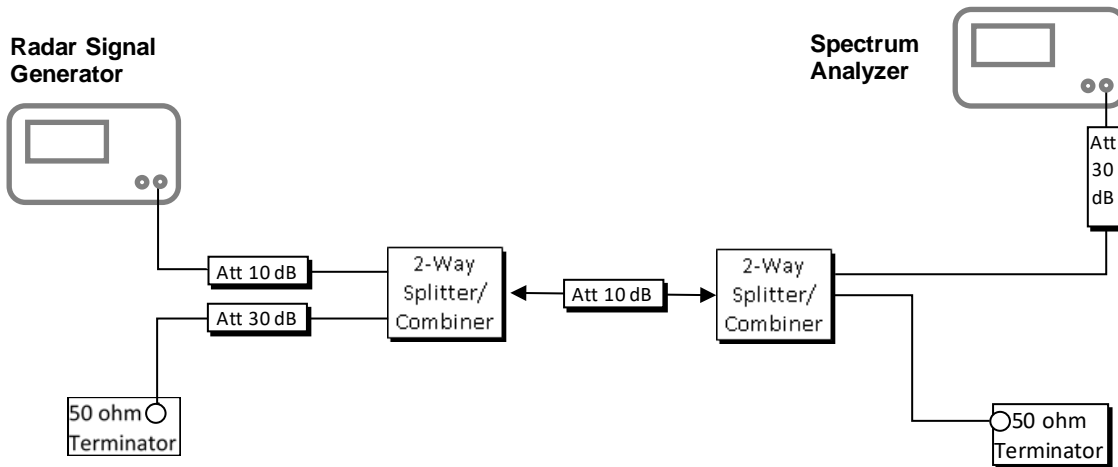 Radar Signal
Generator
Spectrum
Analyzer
Att
30
dB
Att 10 dB
2-Way
Splitter/
Combiner
Att 10 dB
2-Way
Splitter/
Combiner
Att 30 dB
50 ohm
Terminator
50 ohm
Terminator